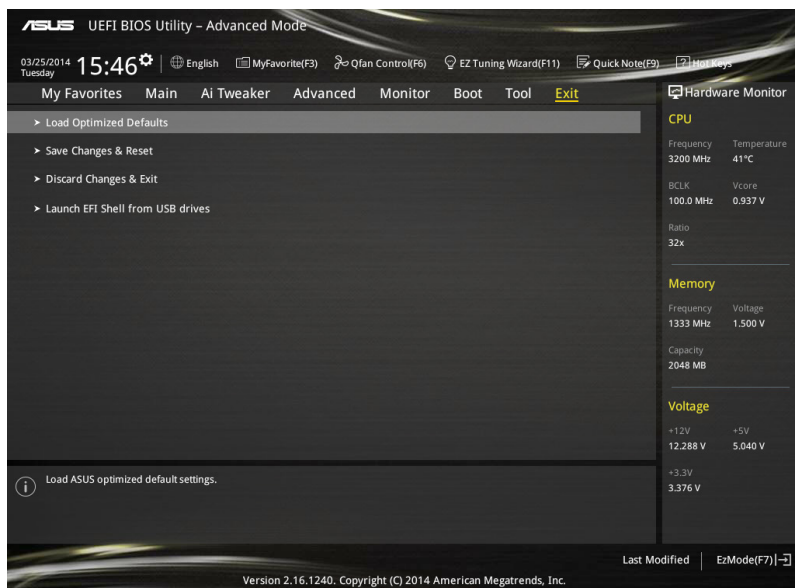 ASUS UEFI BIOS Utility – Advanced Mode
03/25/2014 15:46 English MyFavorite(F3) Qfan Control(F6) EZ Tuning Wizard(F11) Quick Note(F9) ? Hot Keys
Tuesday
My Favorites Main Ai Tweaker Advanced Monitor Boot Tool Exit
Hardware Monitor
> Load Optimized Defaults
> Save Changes & Reset
> Discard Changes & Exit
> Launch EFI Shell from USB drives
CPU
Frequency Temperature
3200 MHz 41°C
BCLK Vcore
100.0 MHz 0.937 V
Ratio
32x
Memory
Frequency Voltage
1333 MHz 1.500 V
Capacity
2048 MB
Voltage
+12V +5V
12.288 V 5.040 V
+3.3V
3.376 V
Load ASUS optimized default settings.
Last Modified EzMode(F7)
Version 2.16.1240. Copyright (C) 2014 American Megatrends, Inc.